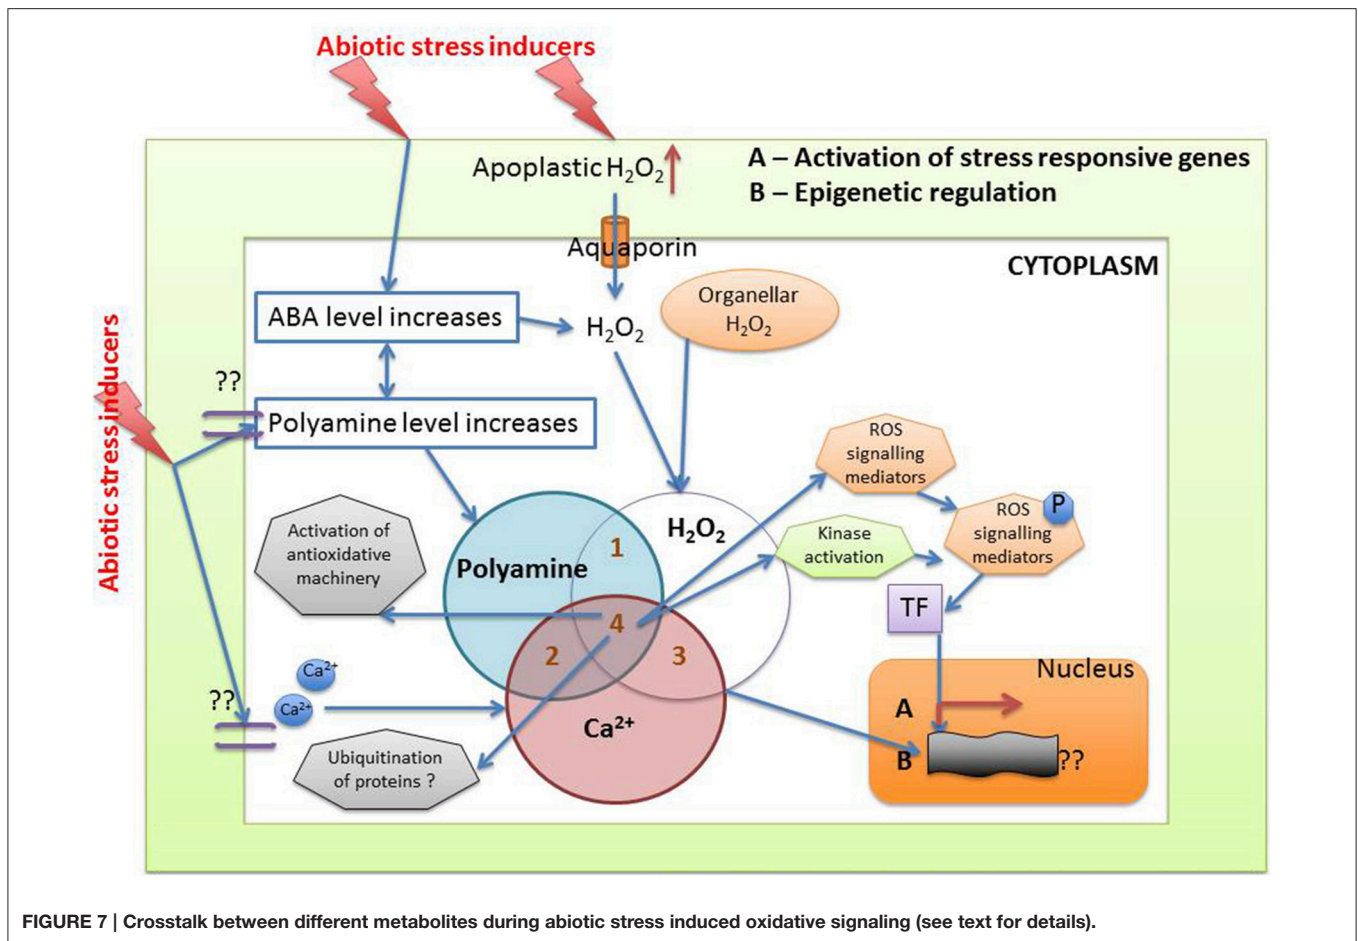 Abiotic stress inducers
Apoplastic H₂O₂
A – Activation of stress responsive genes
B – Epigenetic regulation
Aquaporin
CYTOPLASM
ABA level increases
H₂O₂
Organellar
H₂O₂
Abiotic stress inducers
??
Polyamine level increases
ROS
signalling
mediators
P
ROS
signalling
mediators
Kinase
activation
Activation of
antioxidative
machinery
Polyamine
H₂O₂
1
4
2
3
TF
Ca²⁺
Ca²⁺
??
Ca²⁺
Ubiquitination
of proteins ?
Nucleus
A
B
??
FIGURE 7 | Crosstalk between different metabolites during abiotic stress induced oxidative signaling (see text for details).